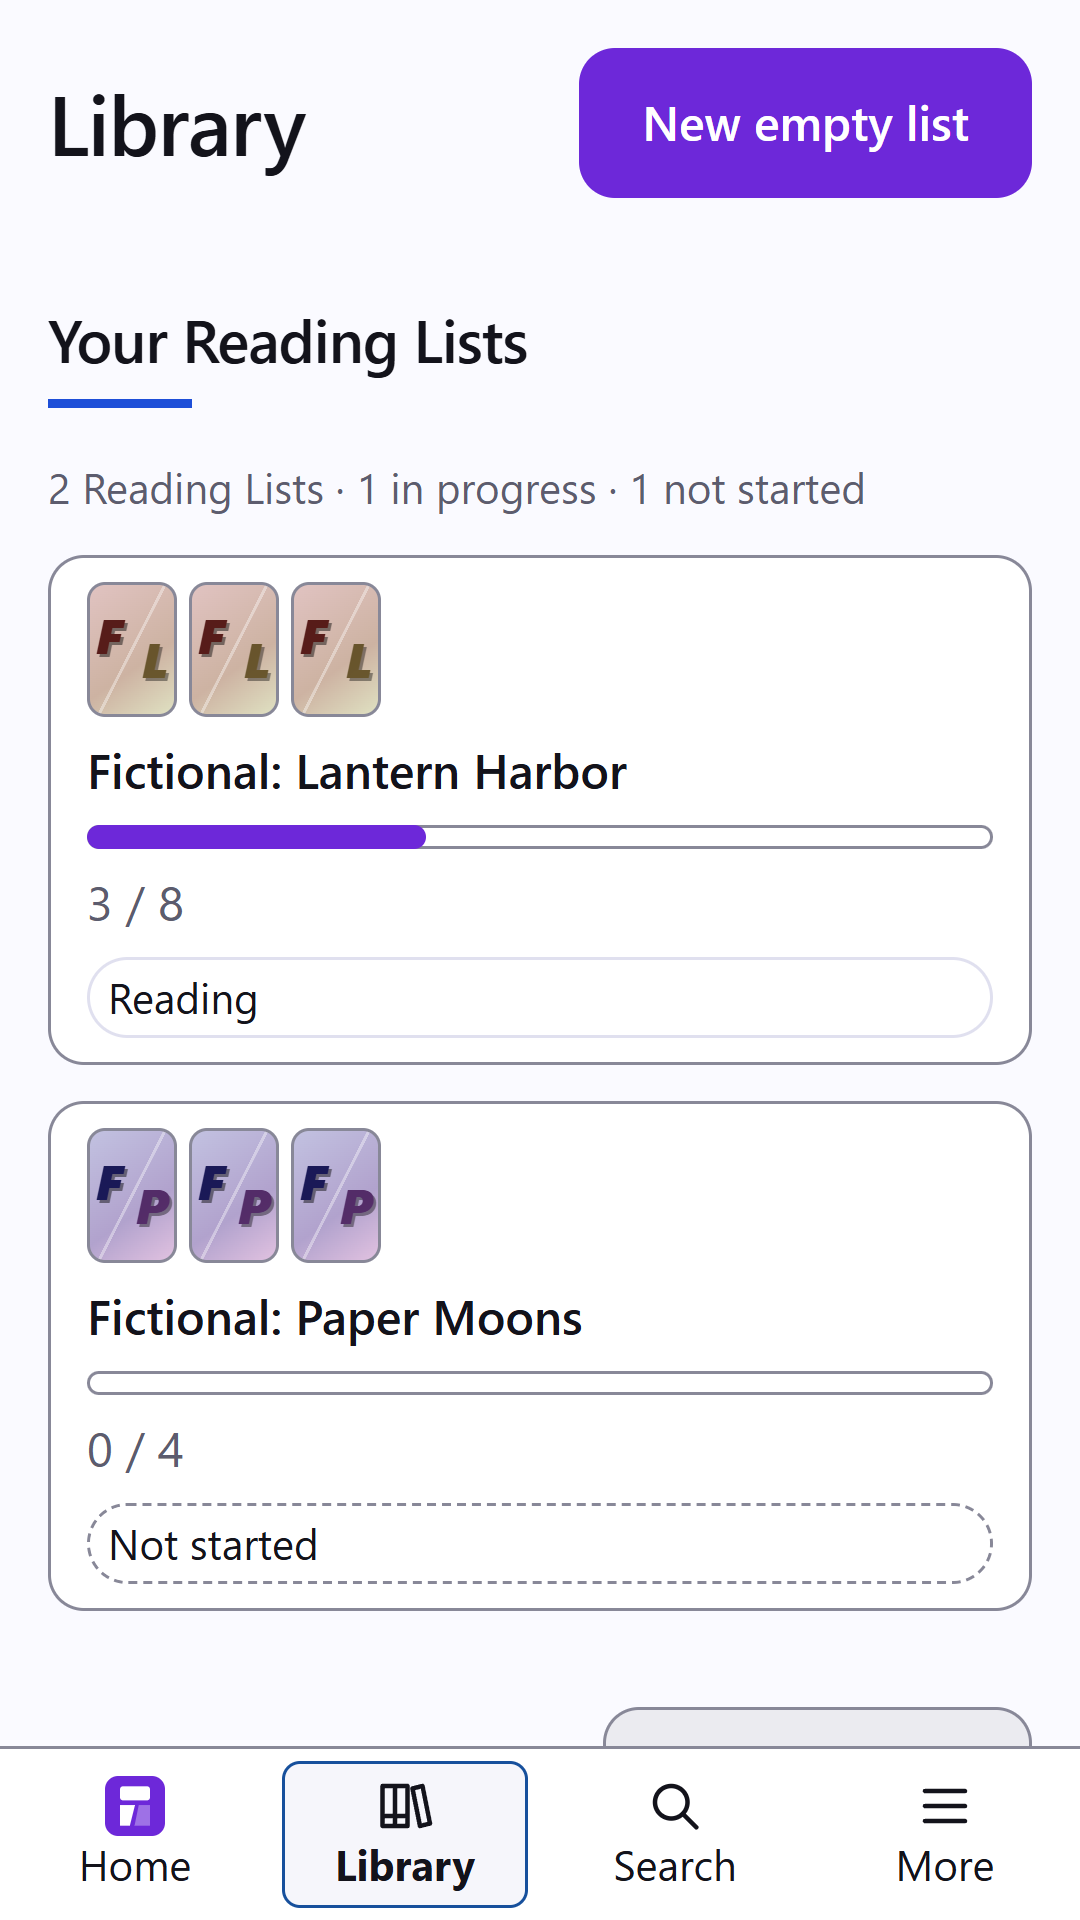 Library
New empty list
Your Reading Lists
2 Reading Lists · 1 in progress · 1 not started
F L F L F L
Fictional: Lantern Harbor
3 / 8
Reading
F P F P F P
Fictional: Paper Moons
0 / 4
Not started
Home
Library
Search
More